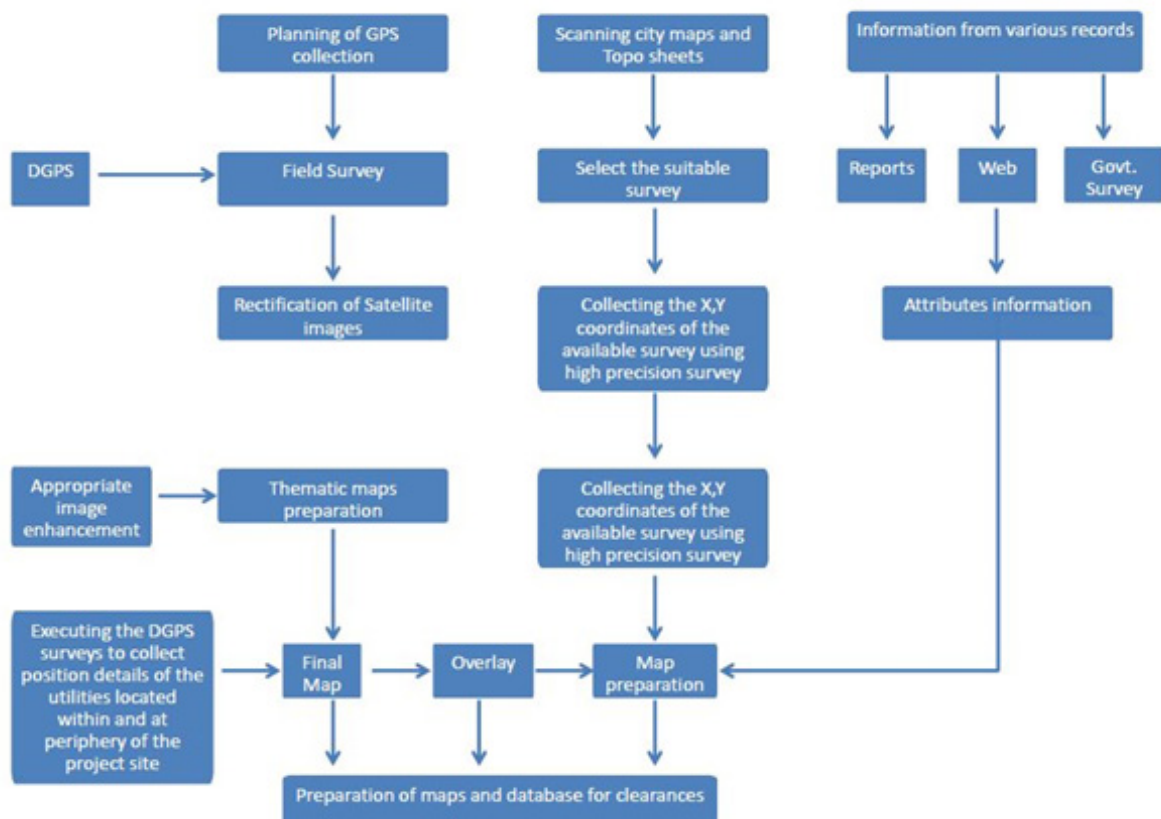 Planning of GPS
collection
Scanning city maps and
Topo sheets
Information from various records
DGPS
Field Survey
Select the suitable
survey
Reports
Web
Govt.
Survey
Rectification of Satellite
images
Collecting the X,Y
coordinates of the
available survey using
high precision survey
Attributes information
Appropriate
image
enhancement
Thematic maps
preparation
Collecting the X,Y
coordinates of the
available survey using
high precision survey
Executing the DGPS
surveys to collect
position details of the
utilities located
within and at
periphery of the
project site
Final
Map
Overlay
Map
preparation
Preparation of maps and database for clearances